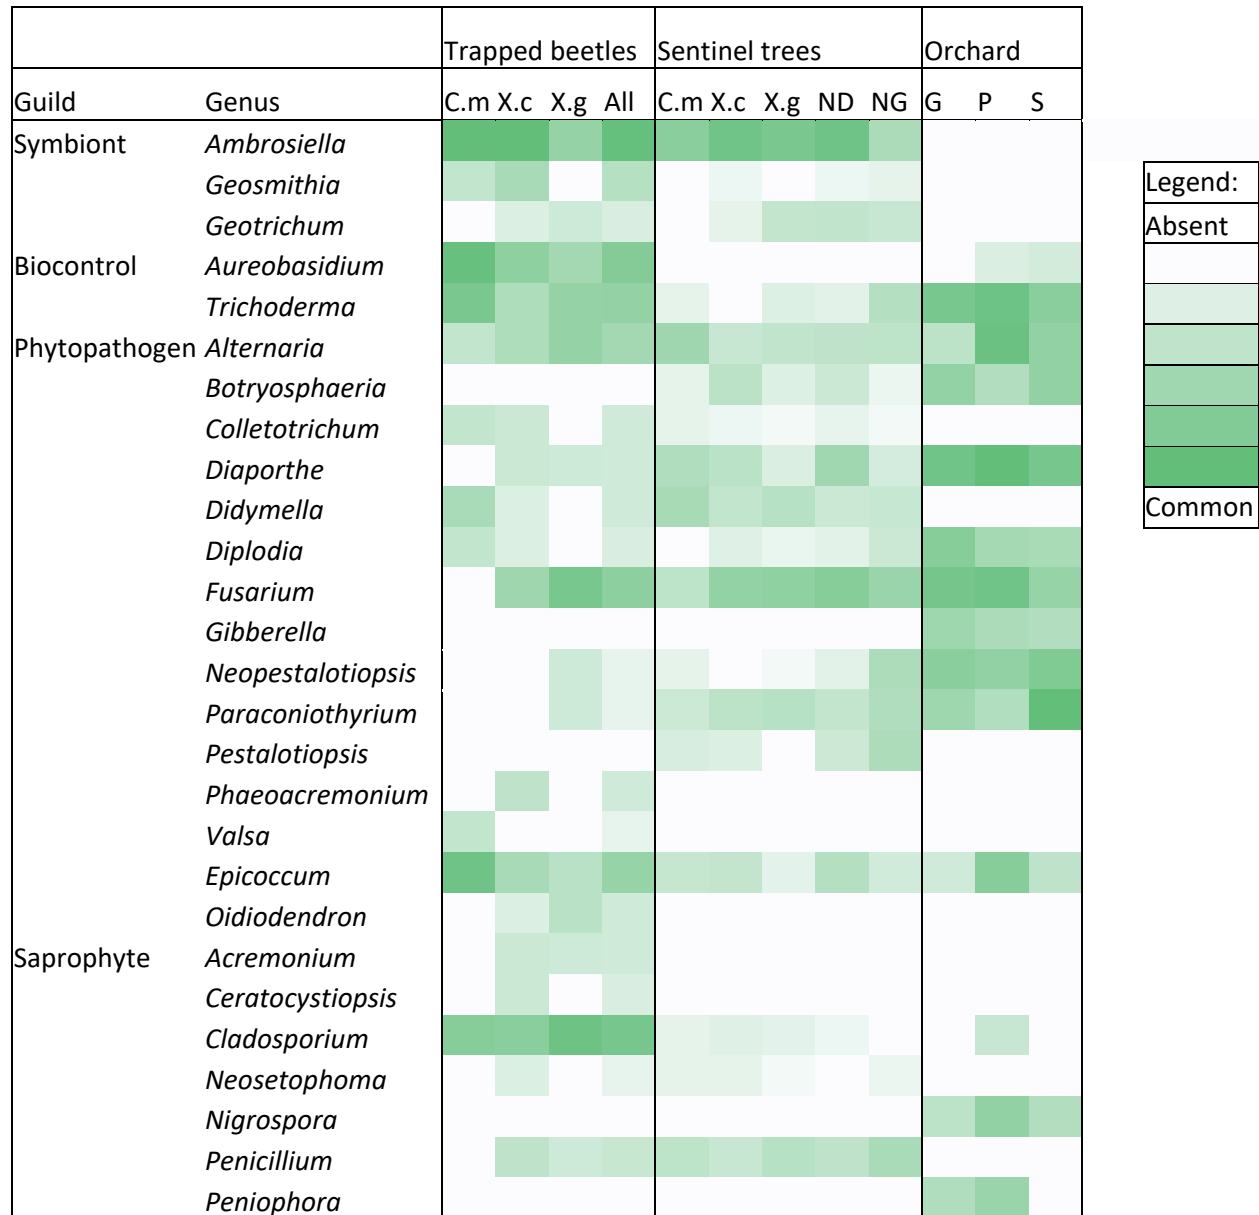 Trapped beetles Sentinel trees Orchard
Guild Genus C.m X.c X.g All C.m X.c X.g ND NG G P S
Symbiont Ambrosiella
Geosmithia
Legend:
Geotrichum
Absent
Biocontrol Aureobasidium
Trichoderma
Phytopathogen Alternaria
Botryosphaeria
Colletotrichum
Diaporthe
Didymella
Common
Diplodia
Fusarium
Gibberella
Neopestalotiopsis
Paraconiothyrium
Pestalotiopsis
Phaeoacremonium
Valsa
Epicoccum
Oidiodendron
Saprophyte Acremonium
Ceratocystiopsis
Cladosporium
Neosetophoma
Nigrospora
Penicillium
Peniophora